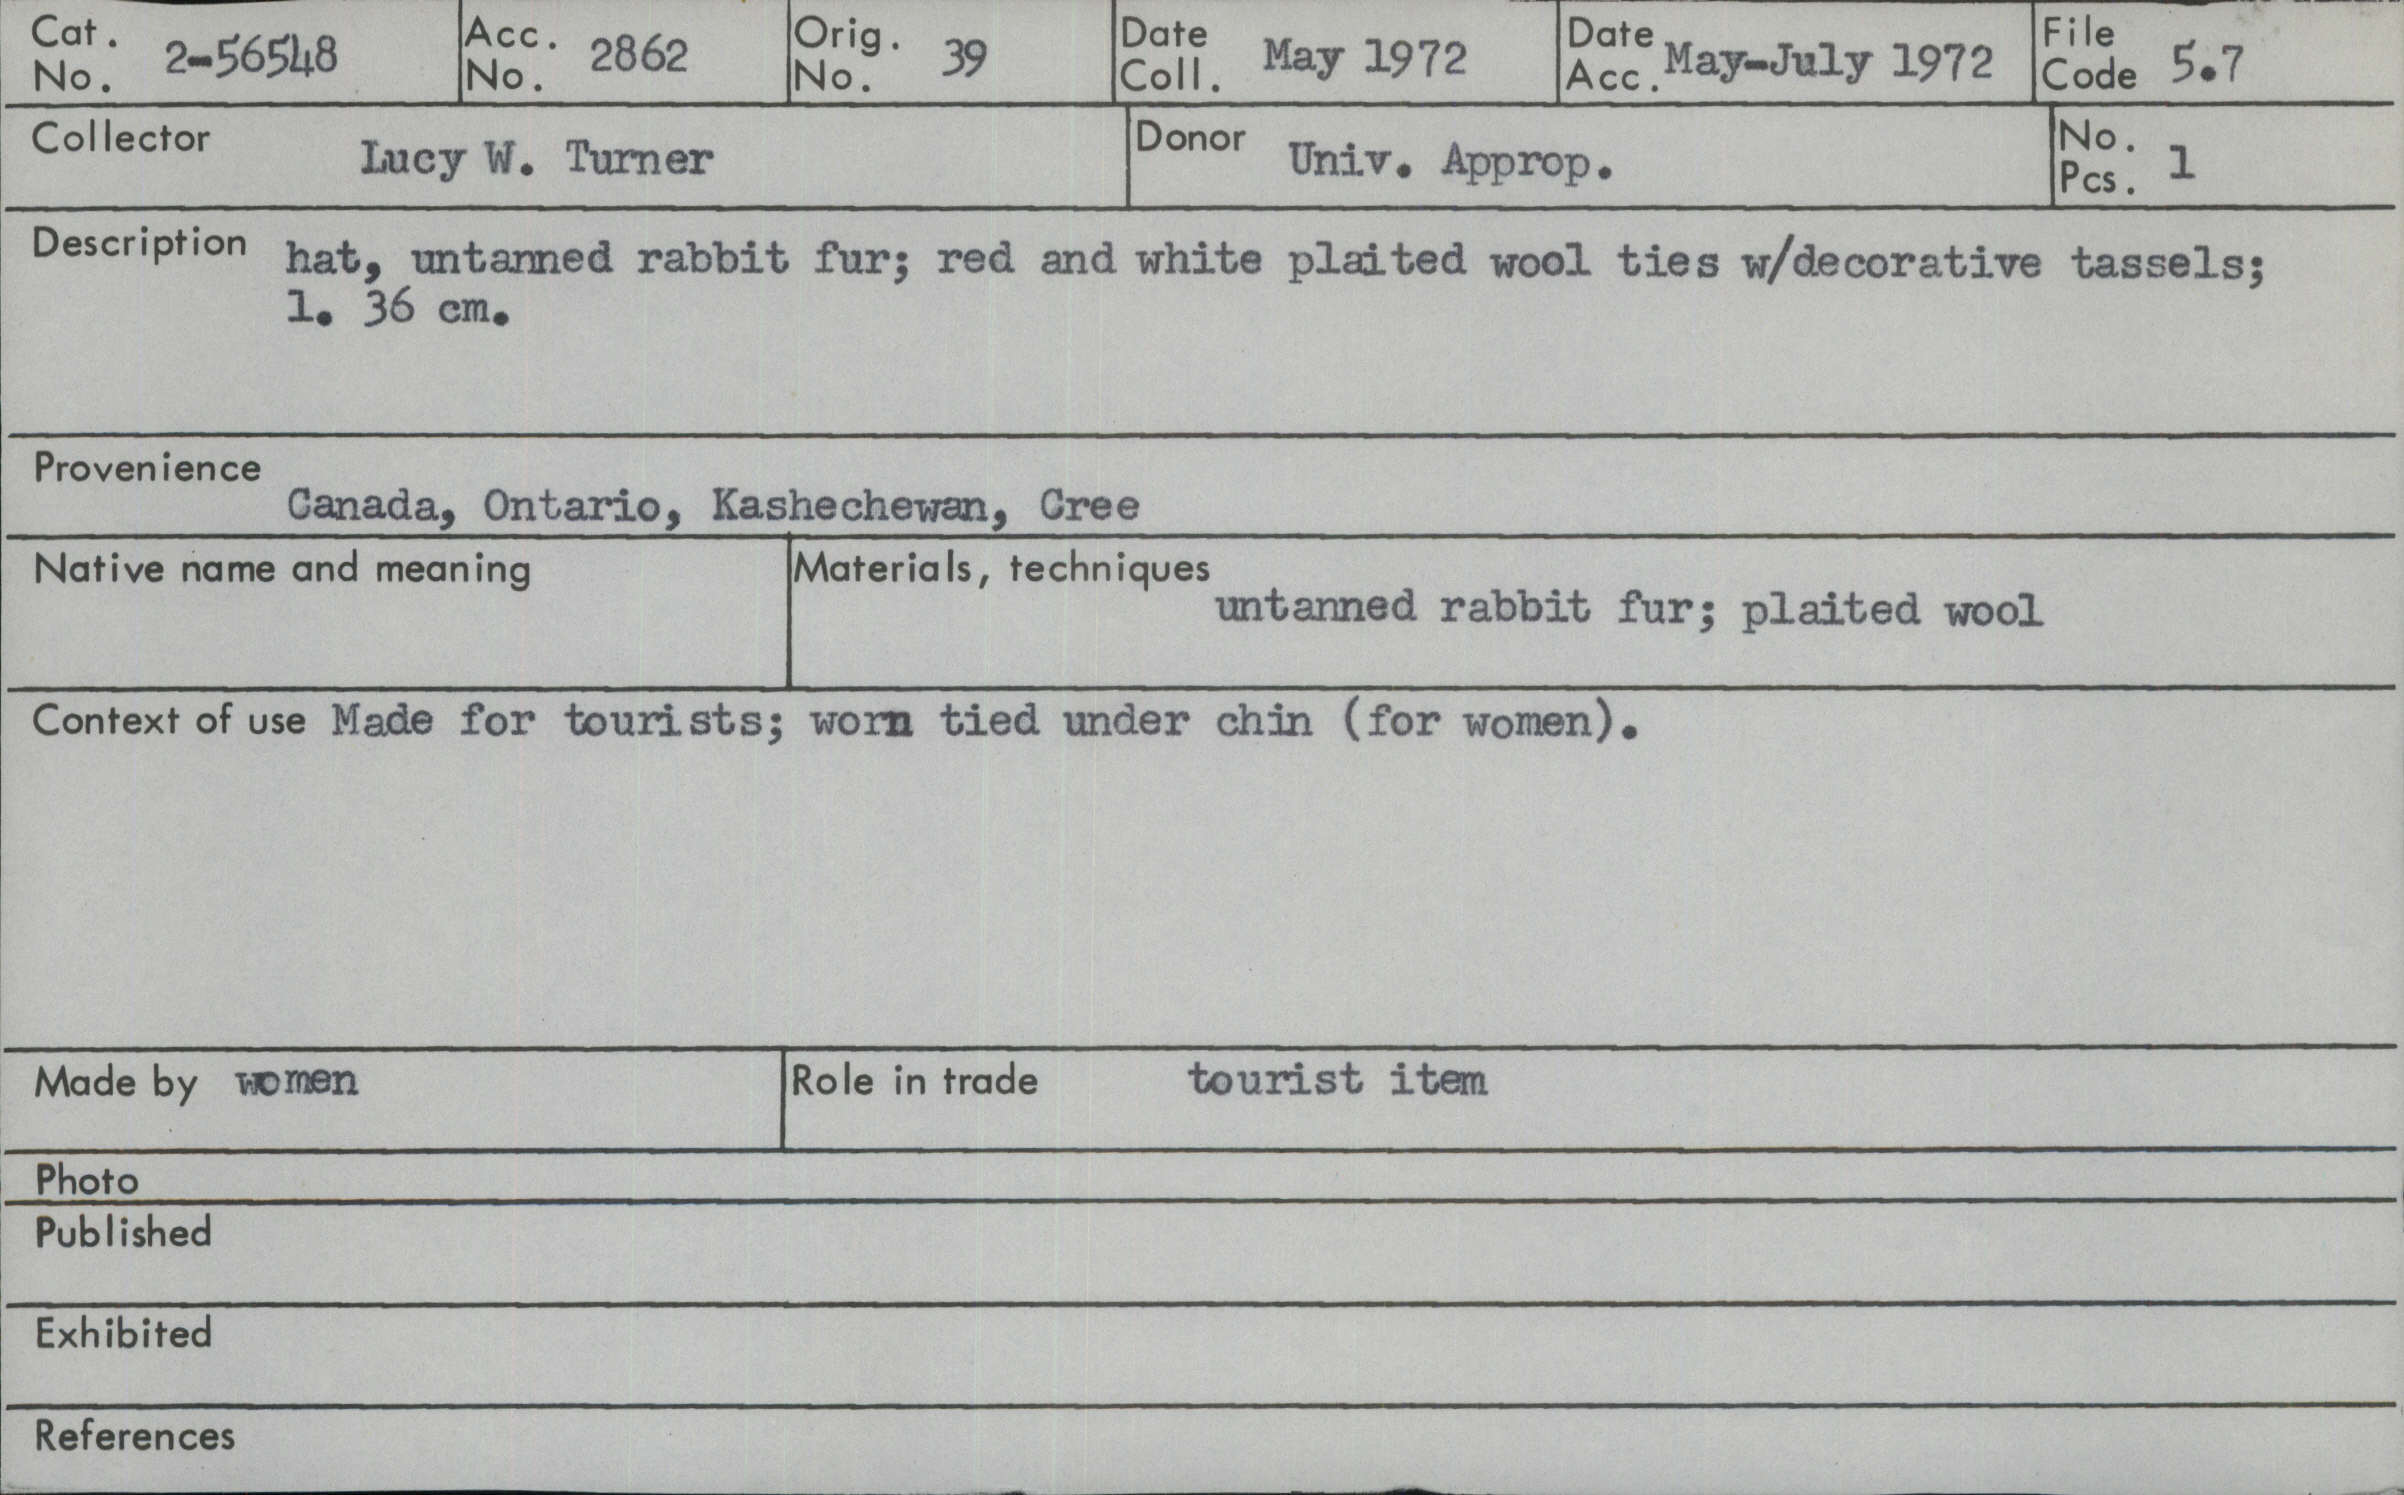 Cat. No. 2-56548 Acc. No. 2862 Orig. No. 39 Date Coll. May 1972 Date Acc. May-July 1972 File Code 5.7
Collector Lucy W. Turner Donor Univ. Approp. No. Pcs. 1
Description hat, untanned rabbit fur; red and white plaited wool ties w/decorative tassels;
l. 36 cm.
Provenience
Canada, Ontario, Kashechewan, Cree
Native name and meaning Materials, techniques
untanned rabbit fur; plaited wool
Context of use Made for tourists; worn tied under chin (for women).
Made by women Role in trade tourist item
Photo
Published
Exhibited
References